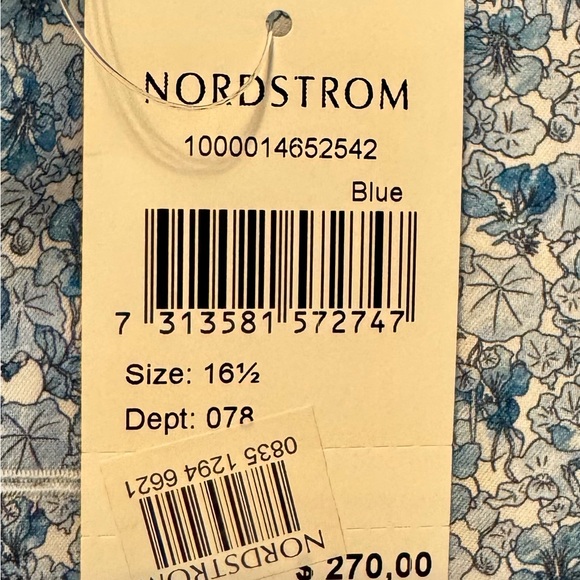 NORDSTROM
1000014652542
Blue
7 313581 572747
Size: 16½
Dept: 078
0835 1294 6621
NORDSTROM
$ 270,00